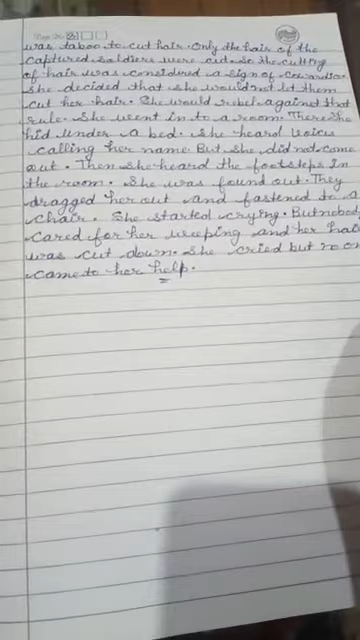 was taboo to cut hair. Only the hair of the
captured soldiers were cut. So the cutting
of hair was considered a sign of cowardice.
She decided that she would not let them
cut her hair. She would rebel against that
rule. She went in to a room. There she
hid under a bed. She heard voices
calling her name. But she did not come
out. Then she heard the footsteps in
the room. She was found out. They
dragged her out and fastened to a
chair. She started crying. But nobody
cared for her weeping and her hair
was cut down. She cried but no one
came to her help.